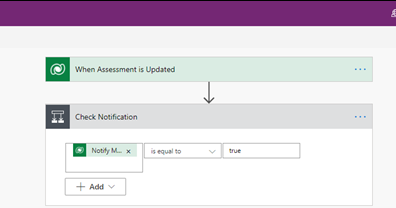 When Assessment is Updated
Check Notification
Notify M... x
is equal to
true
Add